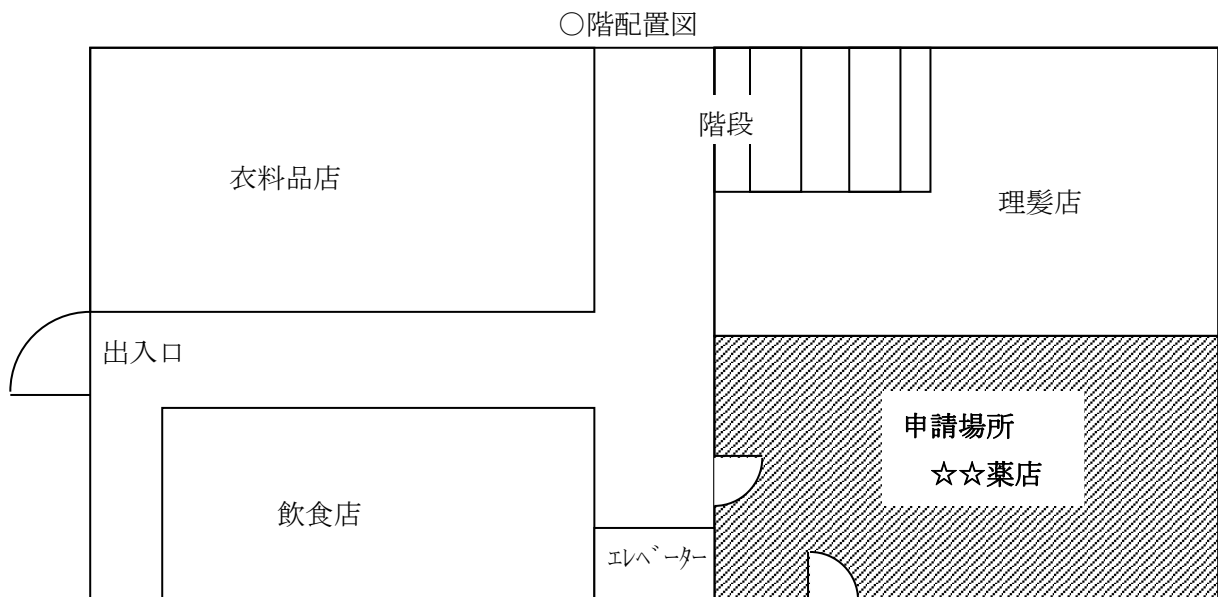 ○階配置図
階段
衣料品店
理髪店
出入口
申請場所
☆☆薬店
飲食店
ｴﾚﾍﾞｰﾀｰ